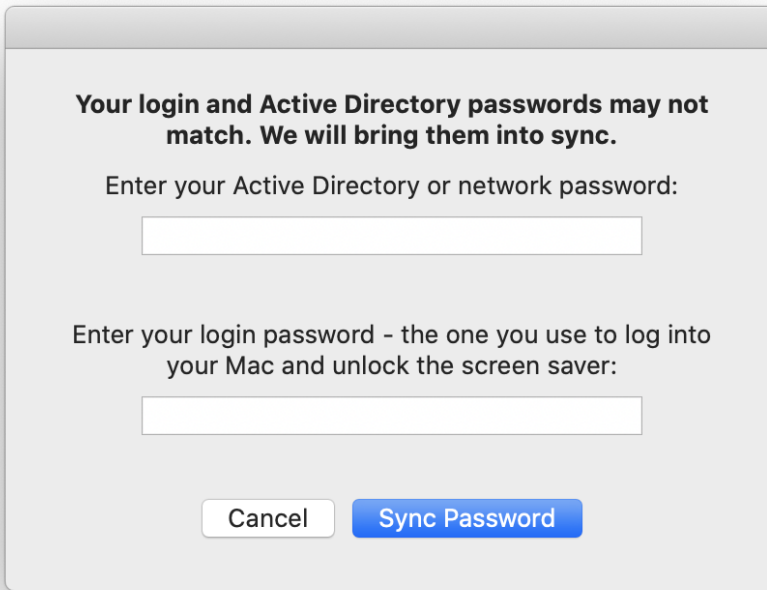 Your login and Active Directory passwords may not
match. We will bring them into sync.
Enter your Active Directory or network password:
Enter your login password - the one you use to log into
your Mac and unlock the screen saver:
Cancel
Sync Password